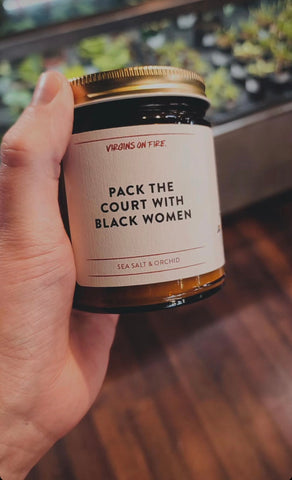 VIRGINS ON FIRE.
PACK THE
COURT WITH
BLACK WOMEN
SEA SALT & ORCHID